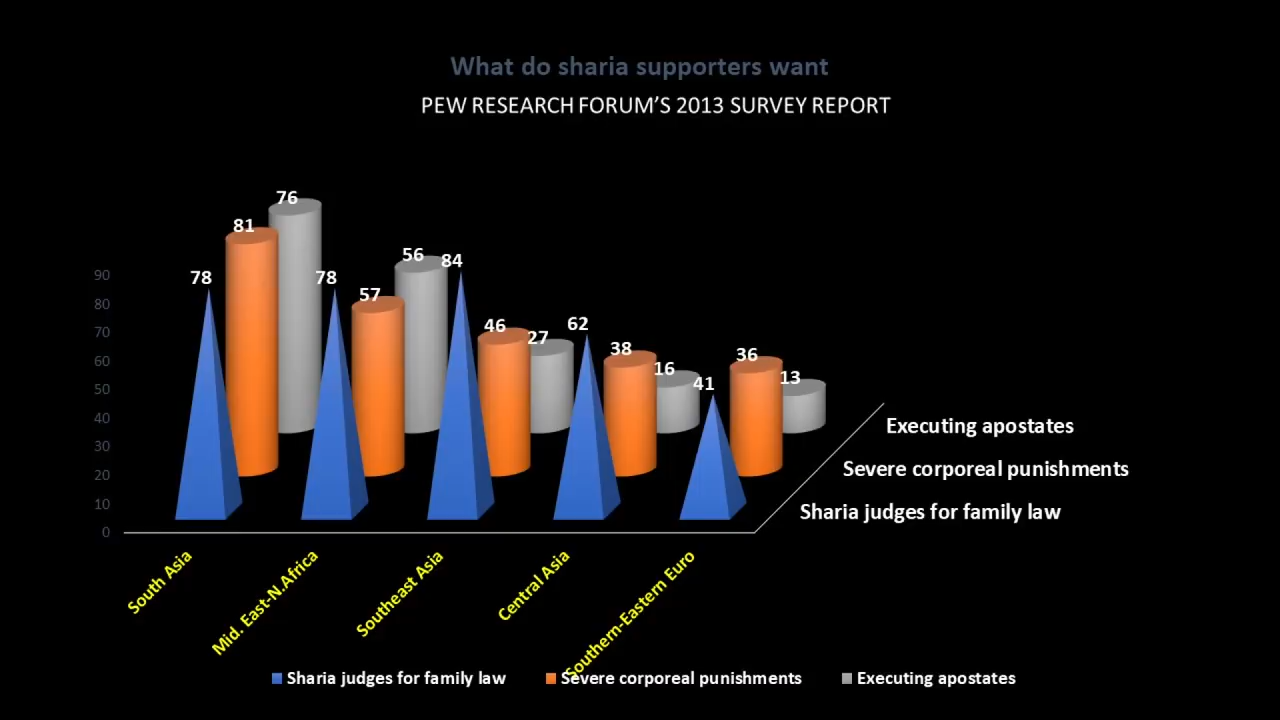 What do sharia supporters want
PEW RESEARCH FORUM'S 2013 SURVEY REPORT
76
81
78
78
56
84
57
46
27
62
38
16
41
36
13
90
80
70
60
50
40
30
20
10
0
Executing apostates
Severe corporeal punishments
Sharia judges for family law
South Asia
Mid. East-N.Africa
Southeast Asia
Central Asia
Southern-Eastern Euro
Sharia judges for family law
Severe corporeal punishments
Executing apostates